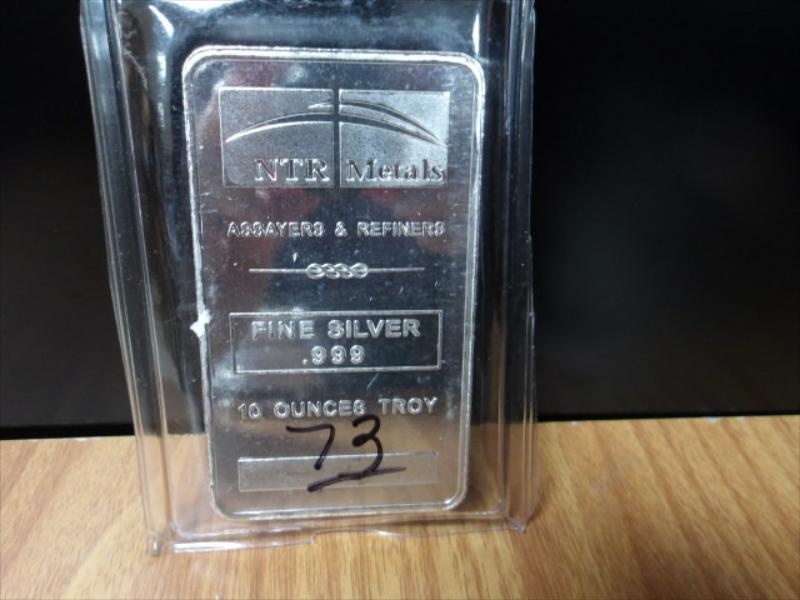 NTR Metals
ASSAYERS & REFINERS
FINE SILVER
.999
10 OUNCES TROY
73